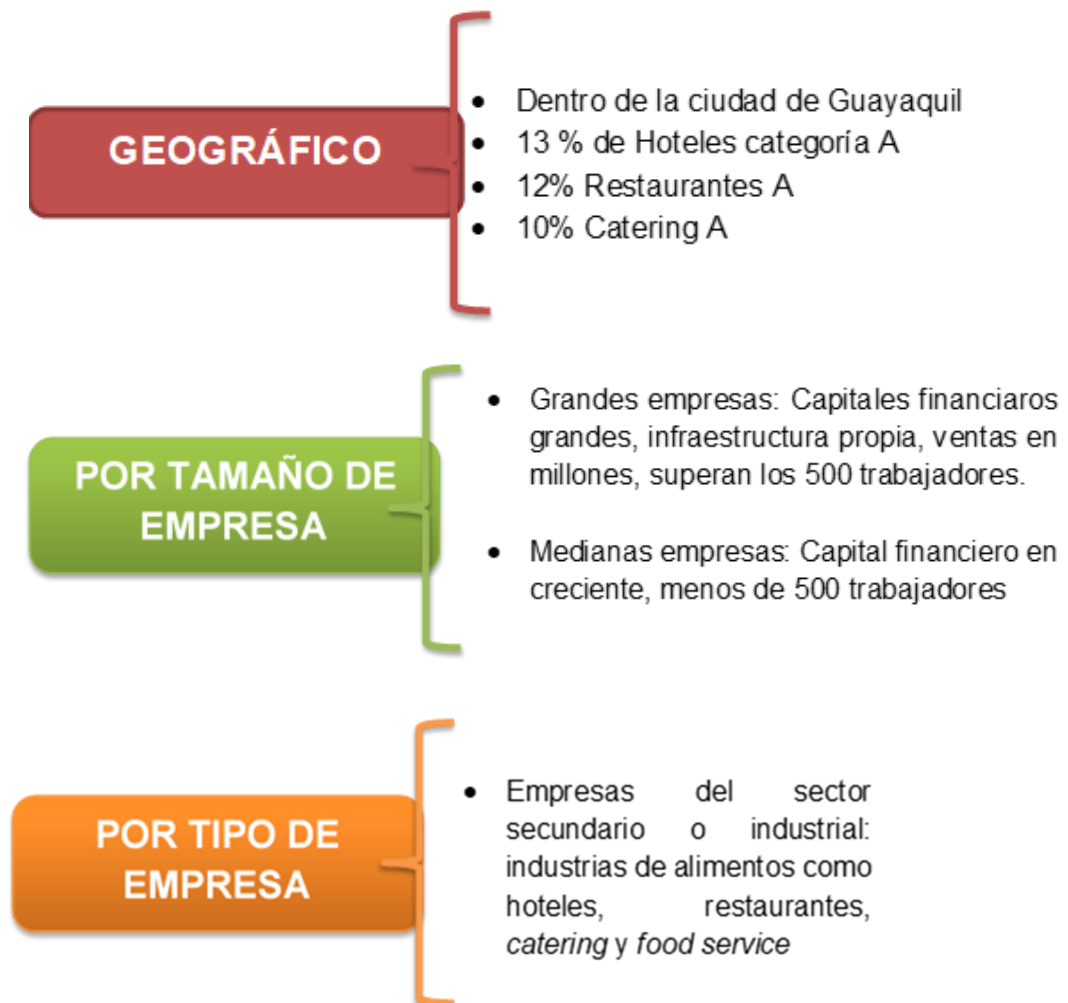 GEOGRÁFICO
• Dentro de la ciudad de Guayaquil
• 13 % de Hoteles categoría A
• 12% Restaurantes A
• 10% Catering A
POR TAMAÑO DE
EMPRESA
• Grandes empresas: Capitales financiaros
grandes, infraestructura propia, ventas en
millones, superan los 500 trabajadores.
• Medianas empresas: Capital financiero en
creciente, menos de 500 trabajadores
POR TIPO DE
EMPRESA
• Empresas del sector
secundario o industrial:
industrias de alimentos como
hoteles, restaurantes,
catering y food service